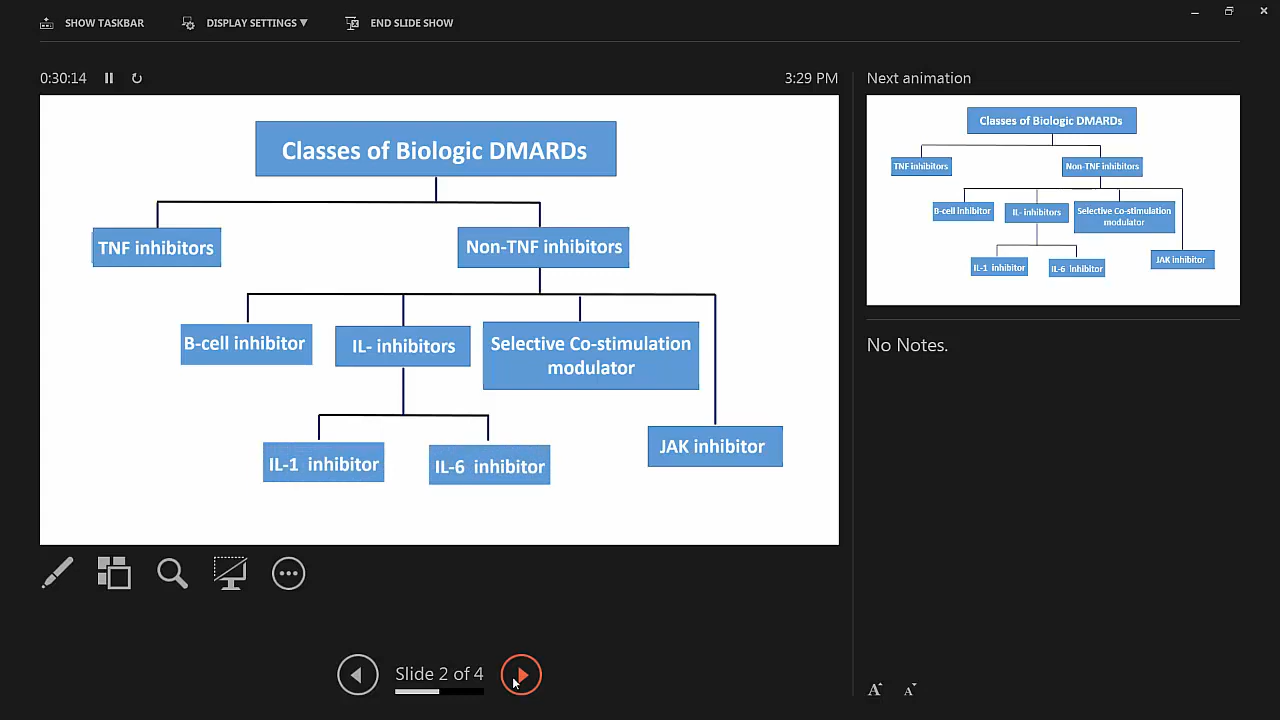 SHOW TASKBAR
DISPLAY SETTINGS ▼
END SLIDE SHOW
0:30:14
3:29 PM
Next animation
Classes of Biologic DMARDs
TNF inhibitors
Non-TNF inhibitors
B-cell inhibitor
IL- inhibitors
Selective Co-stimulation
modulator
IL-1 inhibitor
IL-6 inhibitor
JAK inhibitor
Classes of Biologic DMARDs
TNF inhibitors
Non-TNF inhibitors
B-cell inhibitor
IL- inhibitors
Selective Co-stimulation
modulator
JAK inhibitor
IL-1 inhibitor
IL-6 inhibitor
No Notes.
Slide 2 of 4
A A